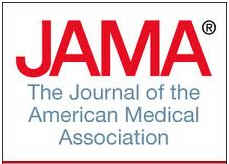 JAMA®
The Journal of the
American Medical
Association